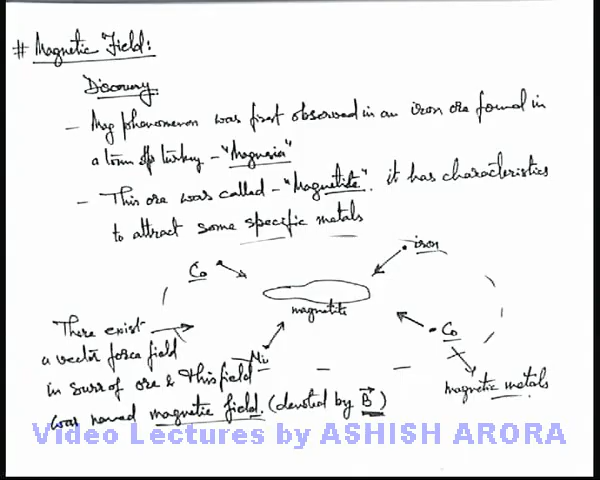 # Magnetic Field:
Discovery
- Mag phenomenon was first observed in an iron ore found in
a town of turkey - "Magnesia"
- This ore was called - "Magnetite". it has characteristics
to attract some specific metals
iron
Co
magnetite
There exist
Co
a vector force field
Ni
in surr of ore & this field
magnetic metals
was named magnetic field. (denoted by B⃗)
Video Lectures by ASHISH ARORA